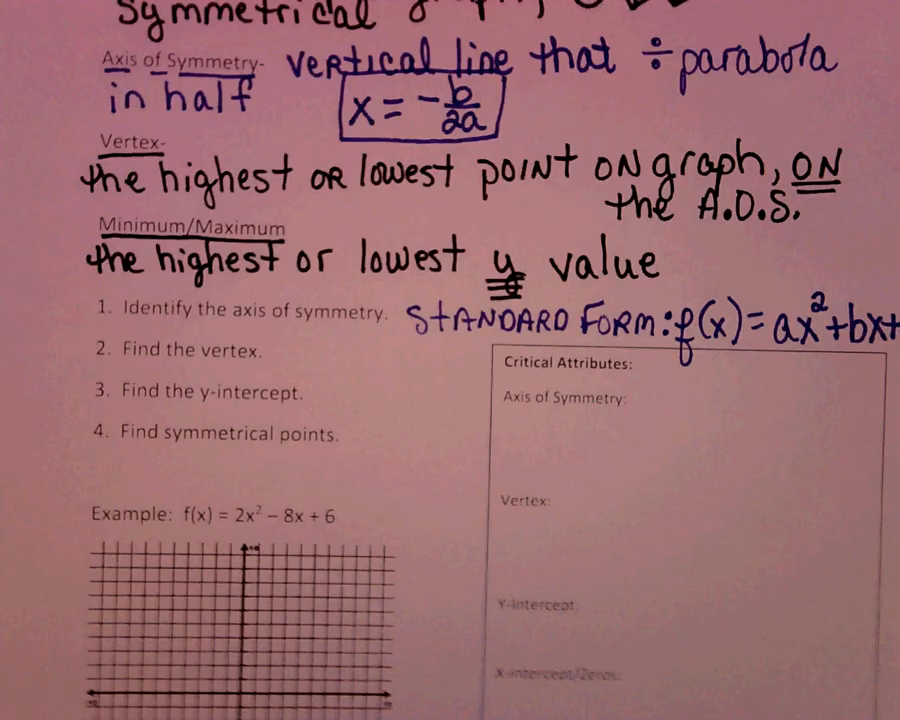 Symmetrical
Axis of Symmetry- vertical line that ÷ parabola
in half x = -b/2a
Vertex-
the highest OR lowest point ON graph, ON
the A.O.S.
Minimum/Maximum
the highest or lowest y value
1. Identify the axis of symmetry. STANDARD FORM: f(x) = ax²+bx+
2. Find the vertex.
3. Find the y-intercept.
4. Find symmetrical points.
Critical Attributes:
Axis of Symmetry:
Vertex:
Y-Intercept:
X-intercept/Zeros:
Example: f(x) = 2x² – 8x + 6